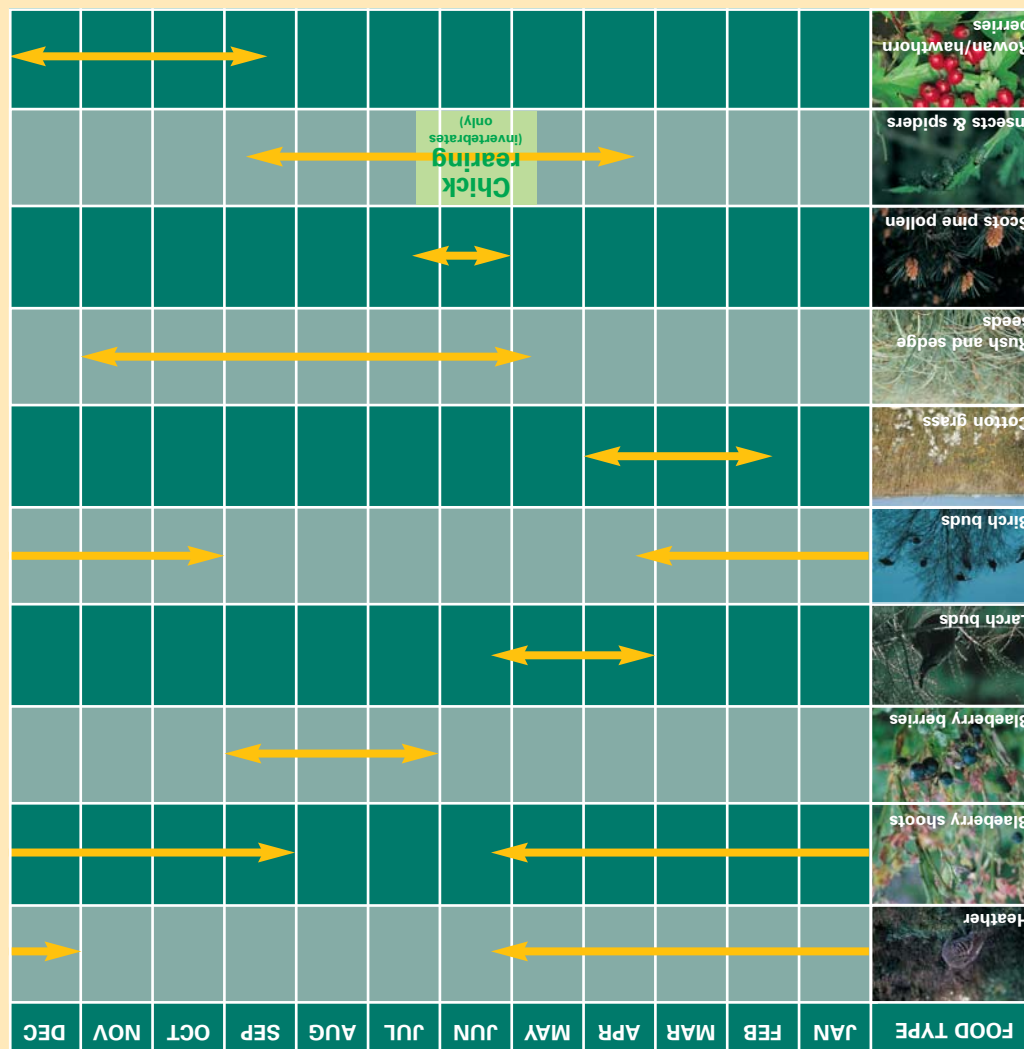 FOOD TYPE JAN FEB MAR APR MAY JUN JUL AUG SEP OCT NOV DEC
Heather
Blaeberry shoots
Blaeberry berries
Larch buds
Birch buds
Cotton grass
Rush and sedge
seeds
Scots pine pollen
Insects & spiders
Chick
rearing
(invertebrates
only)
Rowan/hawthorn
berries